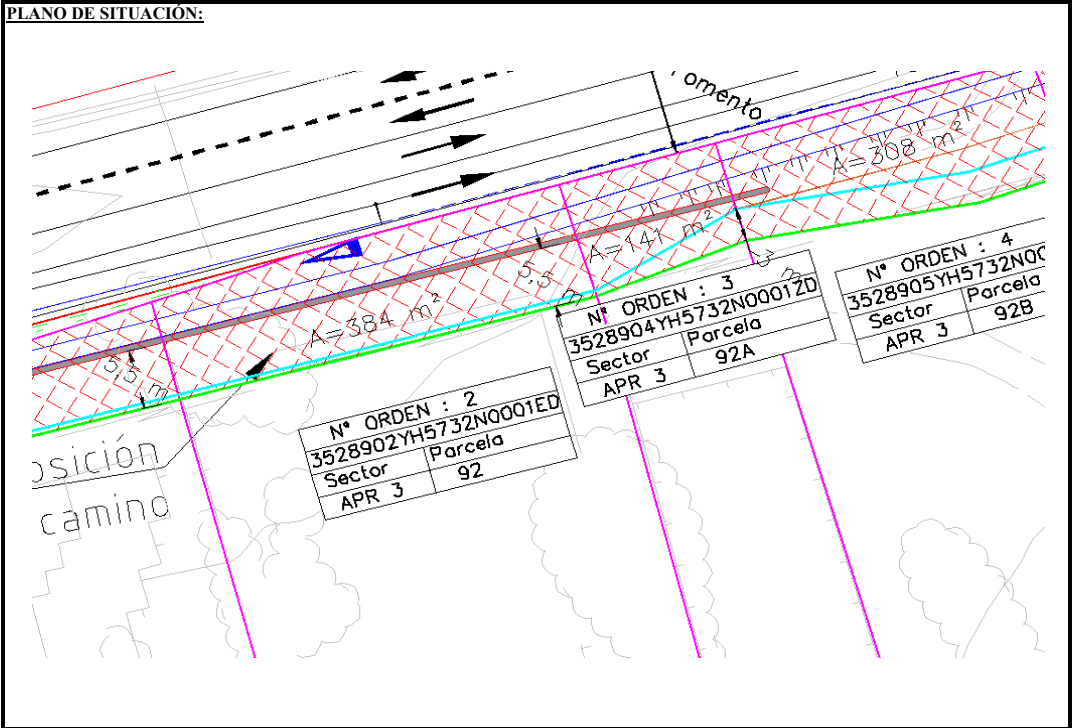 PLANO DE SITUACIÓN:
omento
A=308 m²
A=141 m²
5,5 m
3 m
A=384 m²
5,5 m
Nº ORDEN : 4
3528905YH5732N00
Sector Parcela
APR 3 92B
Nº ORDEN : 3
3528904YH5732N0001ZD
Sector Parcela
APR 3 92A
Nº ORDEN : 2
3528902YH5732N0001ED
Sector Parcela
APR 3 92
osición
camino